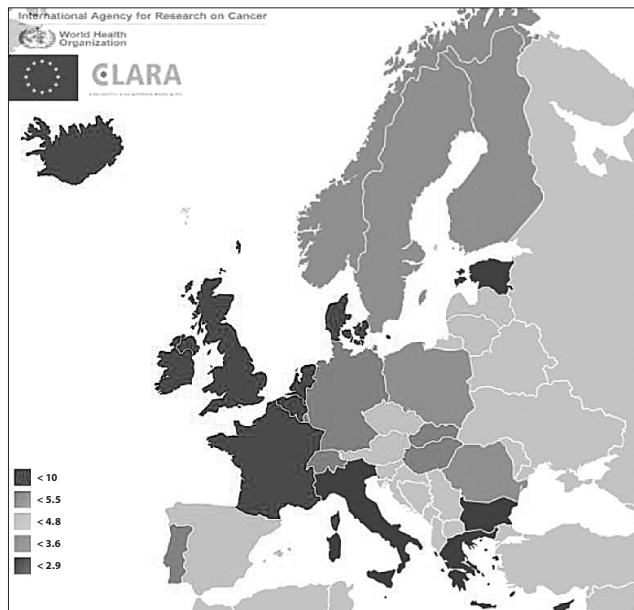 International Agency for Research on Cancer
World Health
Organization
CLARA
< 10
< 5.5
< 4.8
< 3.6
< 2.9